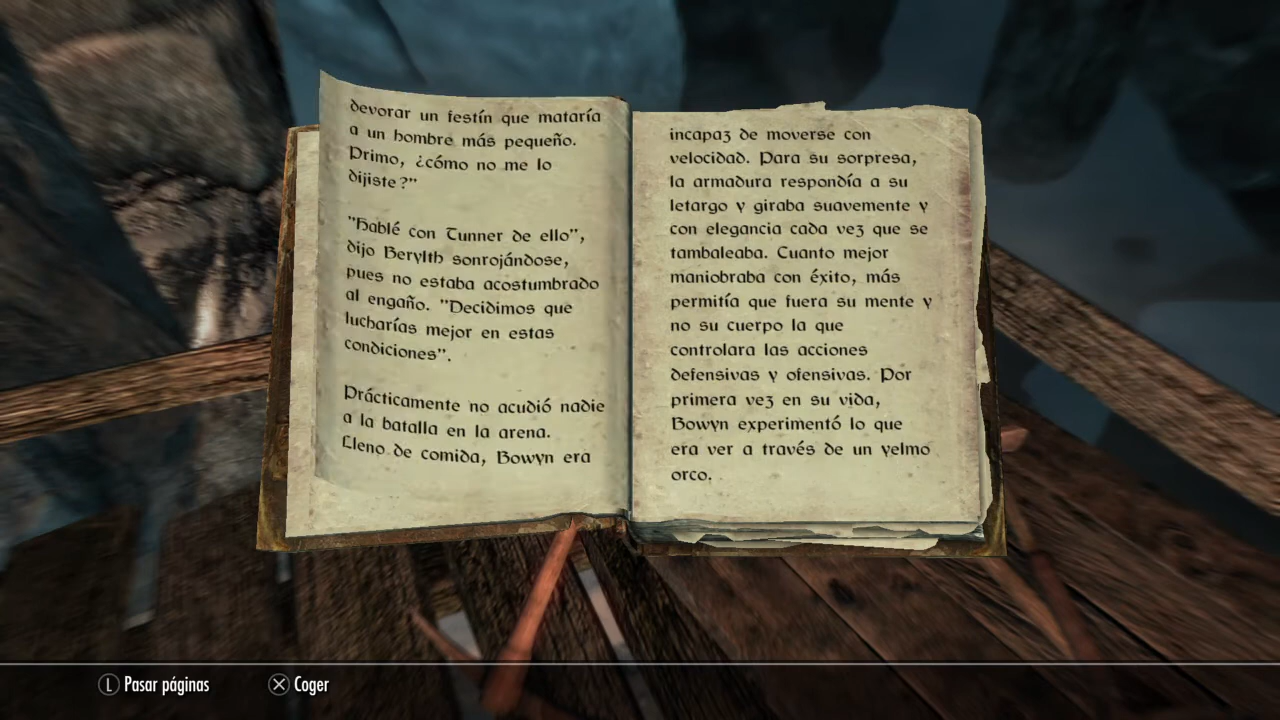 devorar un festín que mataría
a un hombre más pequeño.
Primo, ¿cómo no me lo
dijiste?"
"Hablé con Tunner de ello",
dijo Berylth sonrojándose,
pues no estaba acostumbrado
al engaño. "Decidimos que
lucharías mejor en estas
condiciones".
Prácticamente no acudió nadie
a la batalla en la arena.
Lleno de comida, Bowyn era
incapaz de moverse con
velocidad. Para su sorpresa,
la armadura respondía a su
letargo y giraba suavemente y
con elegancia cada vez que se
tambaleaba. Cuanto mejor
maniobraba con éxito, más
permitía que fuera su mente y
no su cuerpo la que
controlara las acciones
defensivas y ofensivas. Por
primera vez en su vida,
Bowyn experimentó lo que
era ver a través de un yelmo
orco.
L Pasar páginas
X Coger